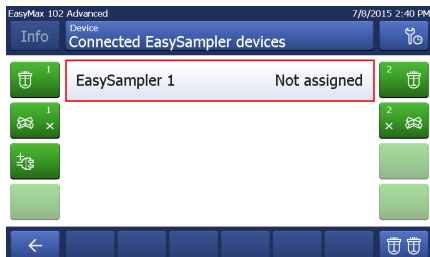 EasyMax 102 Advanced 7/8/2015 2:40 PM
Info
Device
Connected EasySampler devices
1
2
EasySampler 1 Not assigned
1
2